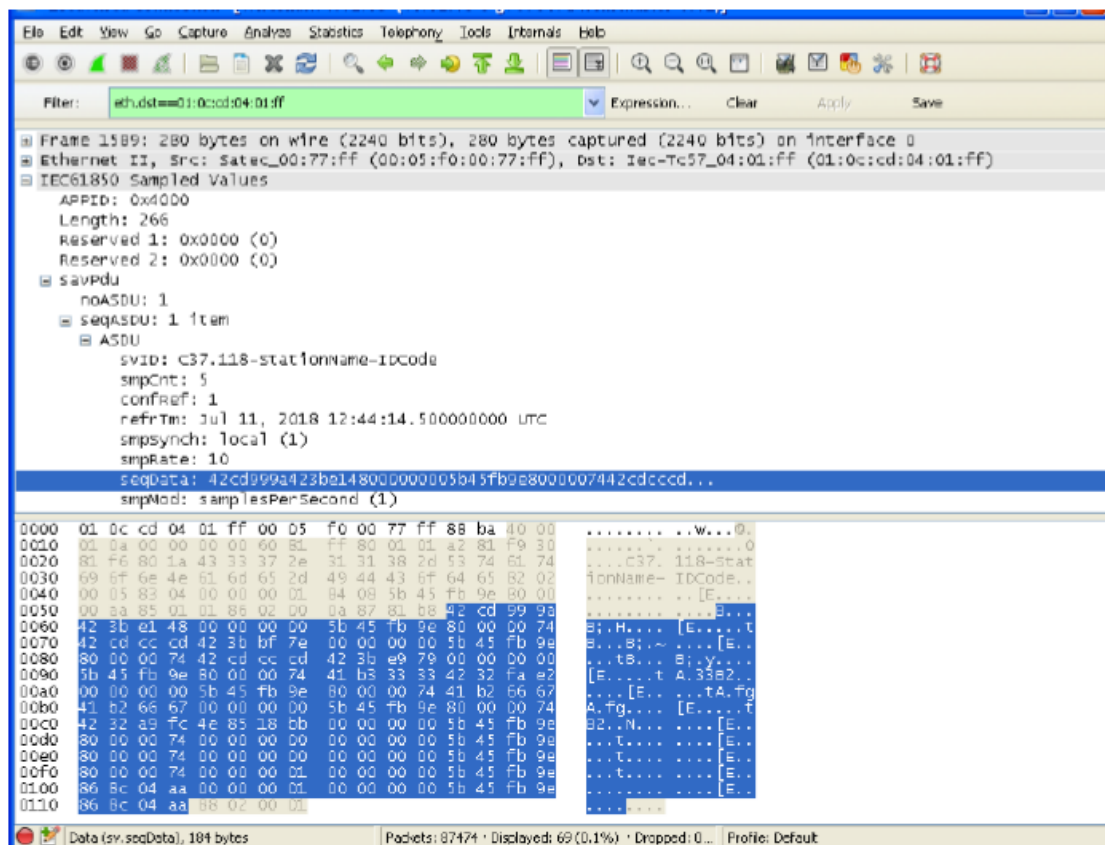 File Edit View Go Capture Analyze Statistics Telephony Tools Internals Help
Filter: eth.dst==01:0c:cd:04:01:ff Expression... Clear Apply Save
Frame 1589: 280 bytes on wire (2240 bits), 280 bytes captured (2240 bits) on interface 0
Ethernet II, Src: Satec_00:77:ff (00:05:f0:00:77:ff), Dst: Iec-Tc57_04:01:ff (01:0c:cd:04:01:ff)
IEC61850 Sampled Values
APPID: 0x4000
Length: 266
Reserved 1: 0x0000 (0)
Reserved 2: 0x0000 (0)
savPdu
noASDU: 1
seqASDU: 1 item
ASDU
svID: C37.118-StationName-IDCode
smpCnt: 5
confRef: 1
refrTm: Jul 11, 2018 12:44:14.500000000 UTC
smpSynch: local (1)
smpRate: 10
seqData: 42cd999a423be148000000005b45fb9e8000007442cdcccd...
smpMod: samplesPerSecond (1)
0000 01 0c cd 04 01 ff 00 05 f0 00 77 ff 88 ba 40 00 ........ ..w...@.
0010 01 0a 00 00 00 00 60 81 ff 80 01 01 a2 81 f9 30 ......`. .......0
0020 81 f6 80 1a 43 33 37 2e 31 31 38 2d 53 74 61 74 ....C37. 118-Stat
0030 69 6f 6e 4e 61 6d 65 2d 49 44 43 6f 64 65 82 02 ionName- IDCode..
0040 00 05 83 04 00 00 00 01 84 08 5b 45 fb 9e 80 00 ........ ..[E....
0050 00 aa 85 01 01 86 02 00 0a 87 81 b8 42 cd 99 9a ........ ....B...
0060 42 3b e1 48 00 00 00 00 5b 45 fb 9e 80 00 00 74 B;.H.... [E.....t
0070 42 cd cc cd 42 3b bf 7e 00 00 00 00 5b 45 fb 9e B...B;.~ ....[E..
0080 80 00 00 74 42 cd cc cd 42 3b e9 79 00 00 00 00 ...tB... B;.y....
0090 5b 45 fb 9e 80 00 00 74 41 b3 33 33 42 32 fa e2 [E.....t A.33B2..
00a0 00 00 00 00 5b 45 fb 9e 80 00 00 74 41 b2 66 67 ....[E.. ...tA.fg
00b0 41 b2 66 67 00 00 00 00 5b 45 fb 9e 80 00 00 74 A.fg.... [E.....t
00c0 42 32 a9 fc 4e 85 18 bb 00 00 00 00 5b 45 fb 9e B2..N... ....[E..
00d0 80 00 00 74 00 00 00 00 00 00 00 00 5b 45 fb 9e ...t.... ....[E..
00e0 80 00 00 74 00 00 00 00 00 00 00 00 5b 45 fb 9e ...t.... ....[E..
00f0 80 00 00 74 00 00 00 01 00 00 00 00 5b 45 fb 9e ...t.... ....[E..
0100 86 8c 04 aa 00 00 00 01 00 00 00 00 5b 45 fb 9e ........ ....[E..
0110 86 8c 04 aa 88 02 00 01 ........
Data (sv.seqData), 184 bytes Packets: 87474 · Displayed: 69 (0.1%) · Dropped: 0... Profile: Default